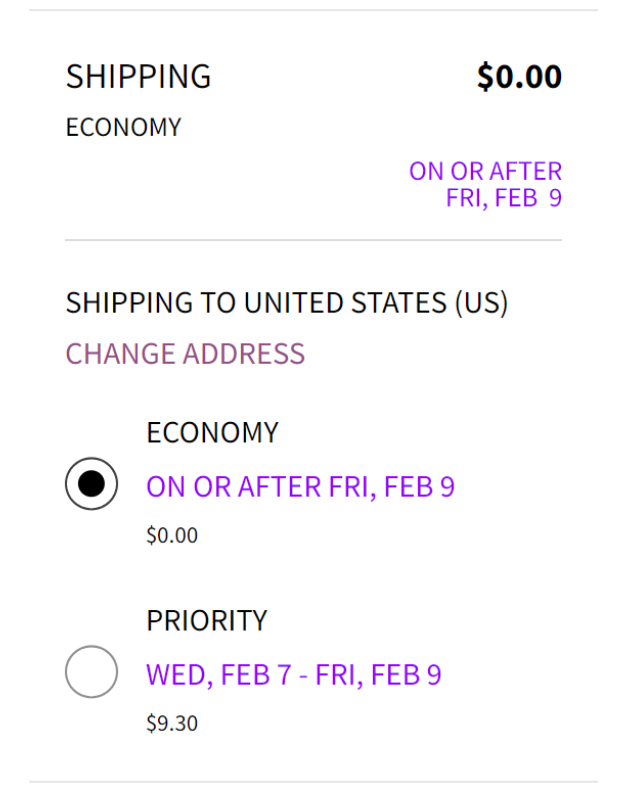 SHIPPING $0.00
ECONOMY
ON OR AFTER
FRI, FEB 9
SHIPPING TO UNITED STATES (US)
CHANGE ADDRESS
ECONOMY
ON OR AFTER FRI, FEB 9
$0.00
PRIORITY
WED, FEB 7 - FRI, FEB 9
$9.30